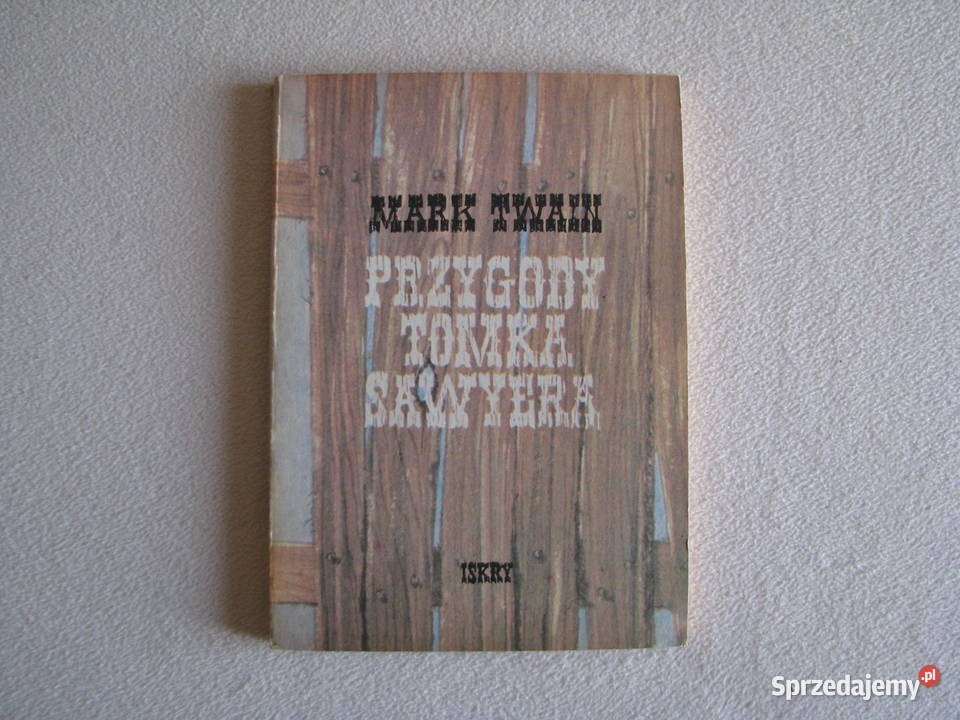 MARK TWAIN
PRZYGODY
TOMKA
SAWYERA
ISKRY
Sprzedajemy.pl